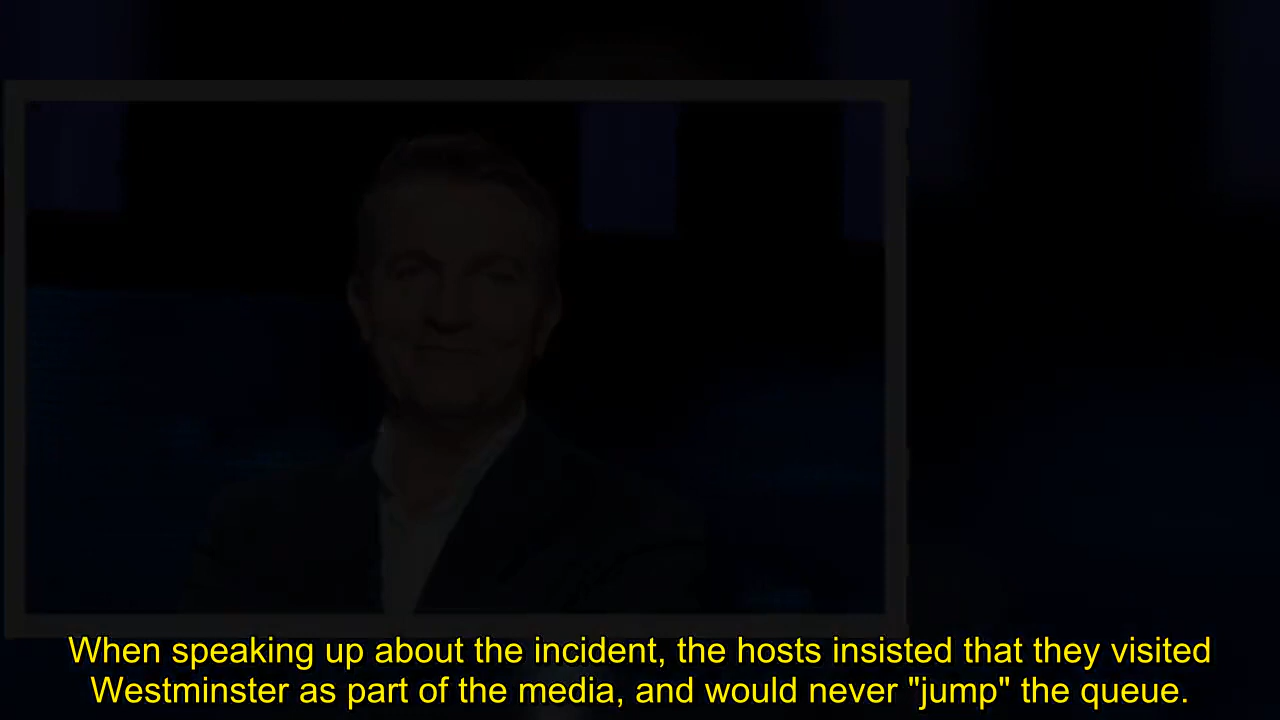 When speaking up about the incident, the hosts insisted that they visited
Westminster as part of the media, and would never "jump" the queue.